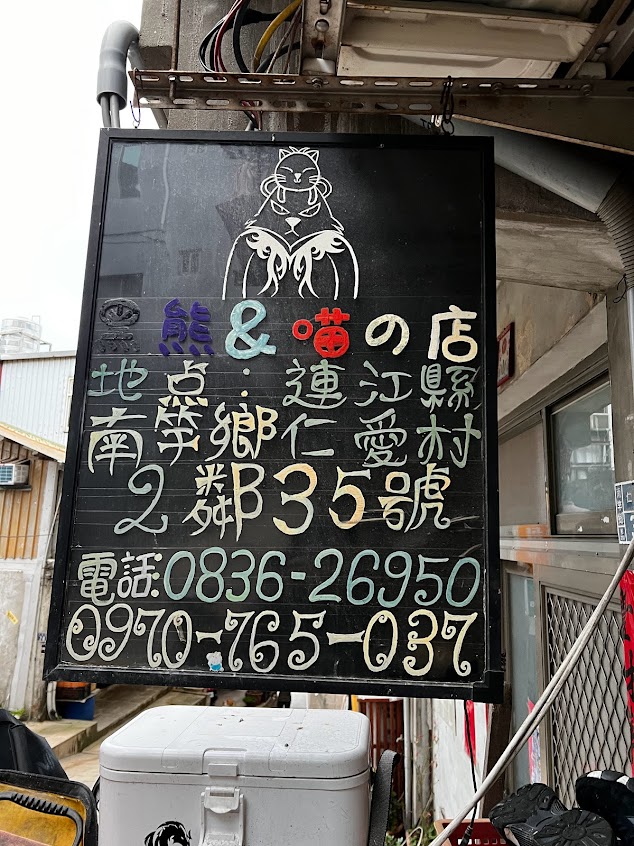 黑熊&喵の店
地点:連江縣
南竿鄉仁愛村
2鄰35號
電話:0836-26950
0970-765-037